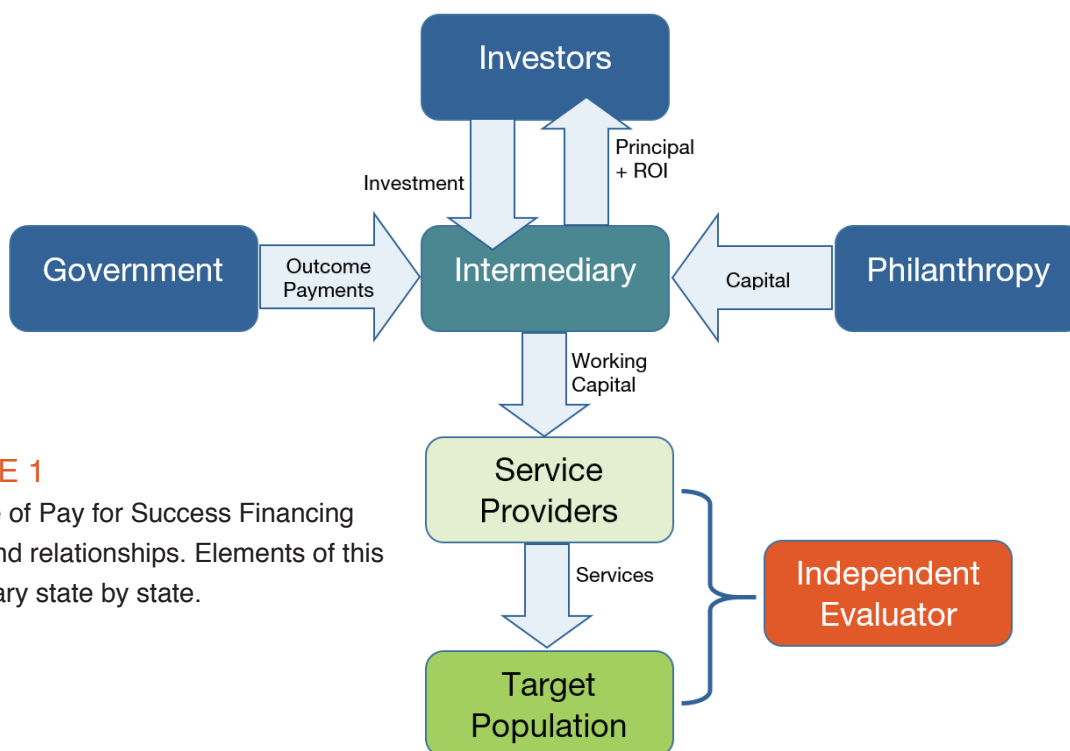 Investors
Investment
Principal
+ ROI
Government
Outcome
Payments
Intermediary
Capital
Philanthropy
Working
Capital
E 1
of Pay for Success Financing
nd relationships. Elements of this
ary state by state.
Service
Providers
Services
Independent
Evaluator
Target
Population